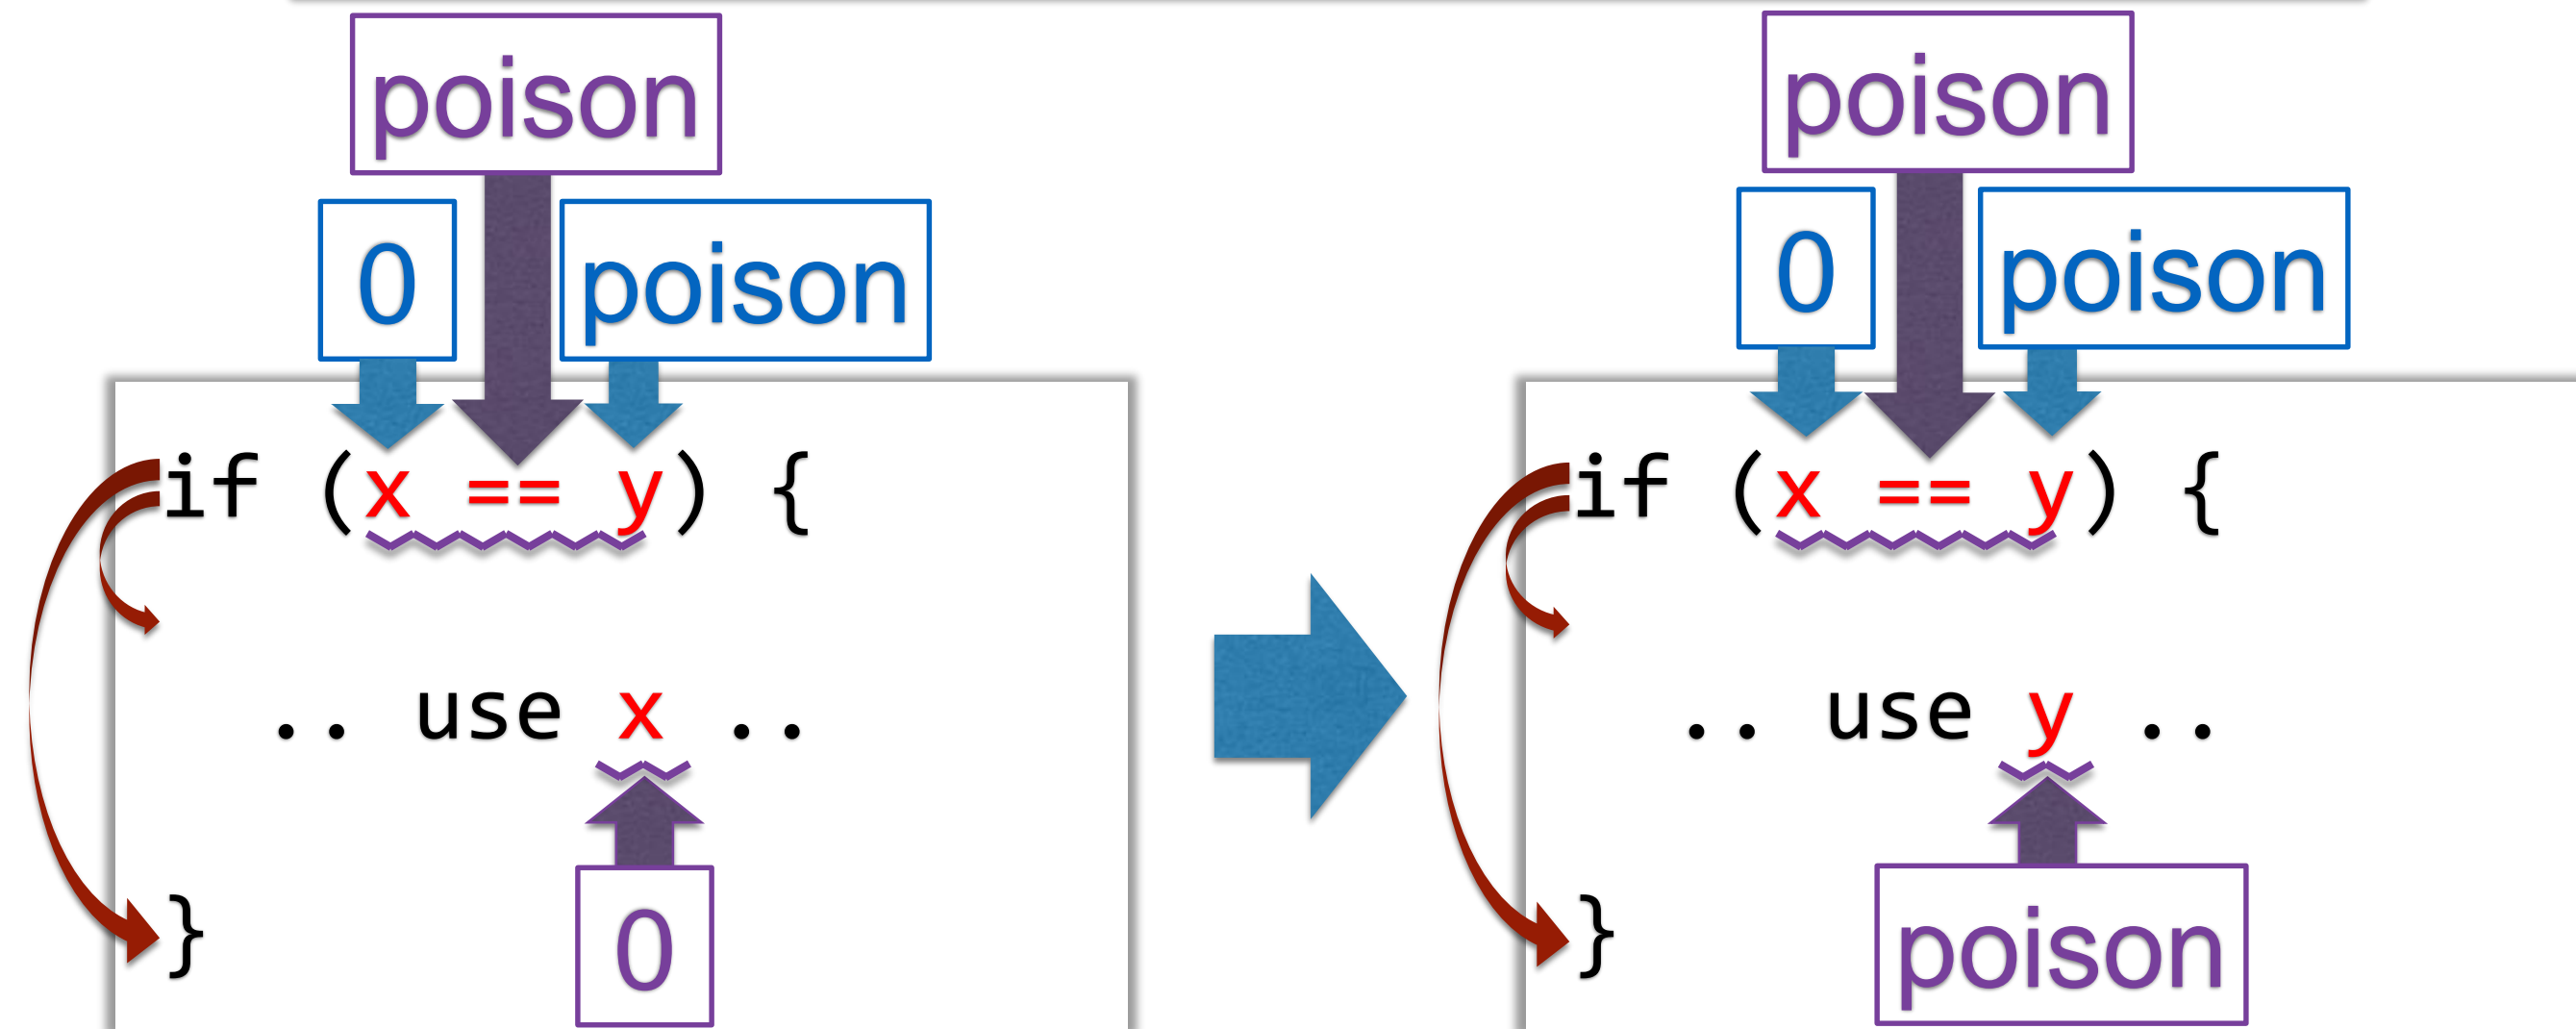 poison
0 poison
if (x == y) {
.. use x ..
}
0
poison
0 poison
if (x == y) {
.. use y ..
}
poison